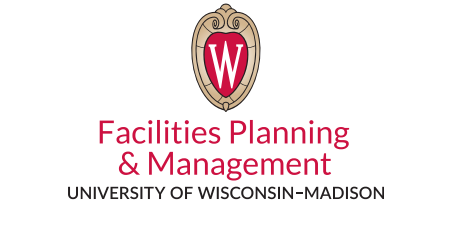 W
Facilities Planning
& Management
UNIVERSITY OF WISCONSIN–MADISON